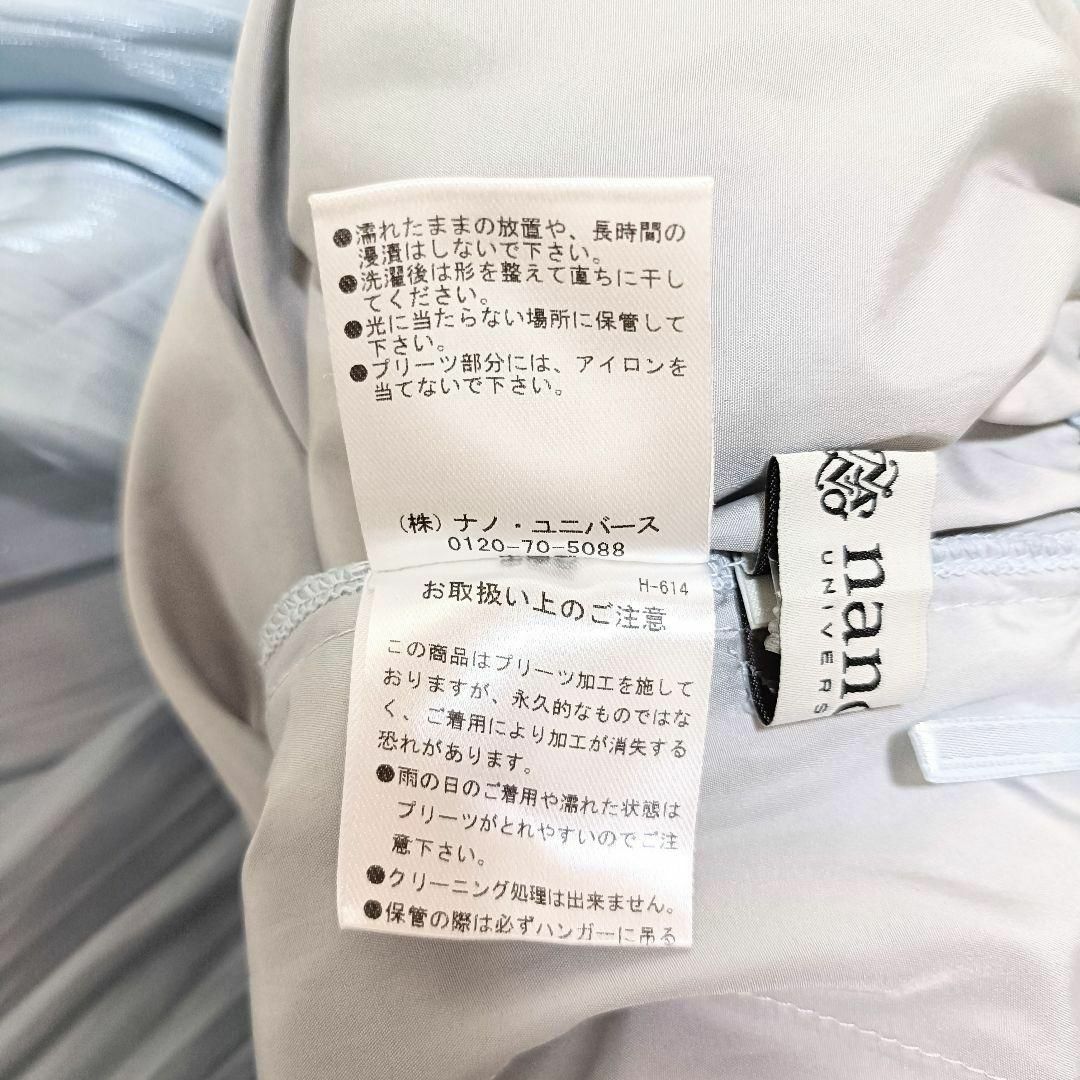 ●濡れたままの放置や、長時間の
浸漬はしないで下さい。
●洗濯後は形を整えて直ちに干し
てください。
●光に当たらない場所に保管して
下さい。
●プリーツ部分には、アイロンを
当てないで下さい。
(株)ナノ・ユニバース
0120-70-5088
H-614
お取扱い上のご注意
この商品はプリーツ加工を施して
おりますが、永久的なものではな
く、ご着用により加工が消失する
恐れがあります。
●雨の日のご着用や濡れた状態は
プリーツがとれやすいのでご注
意下さい。
●クリーニング処理は出来ません。
●保管の際は必ずハンガーに吊る
nano
UNIVERS